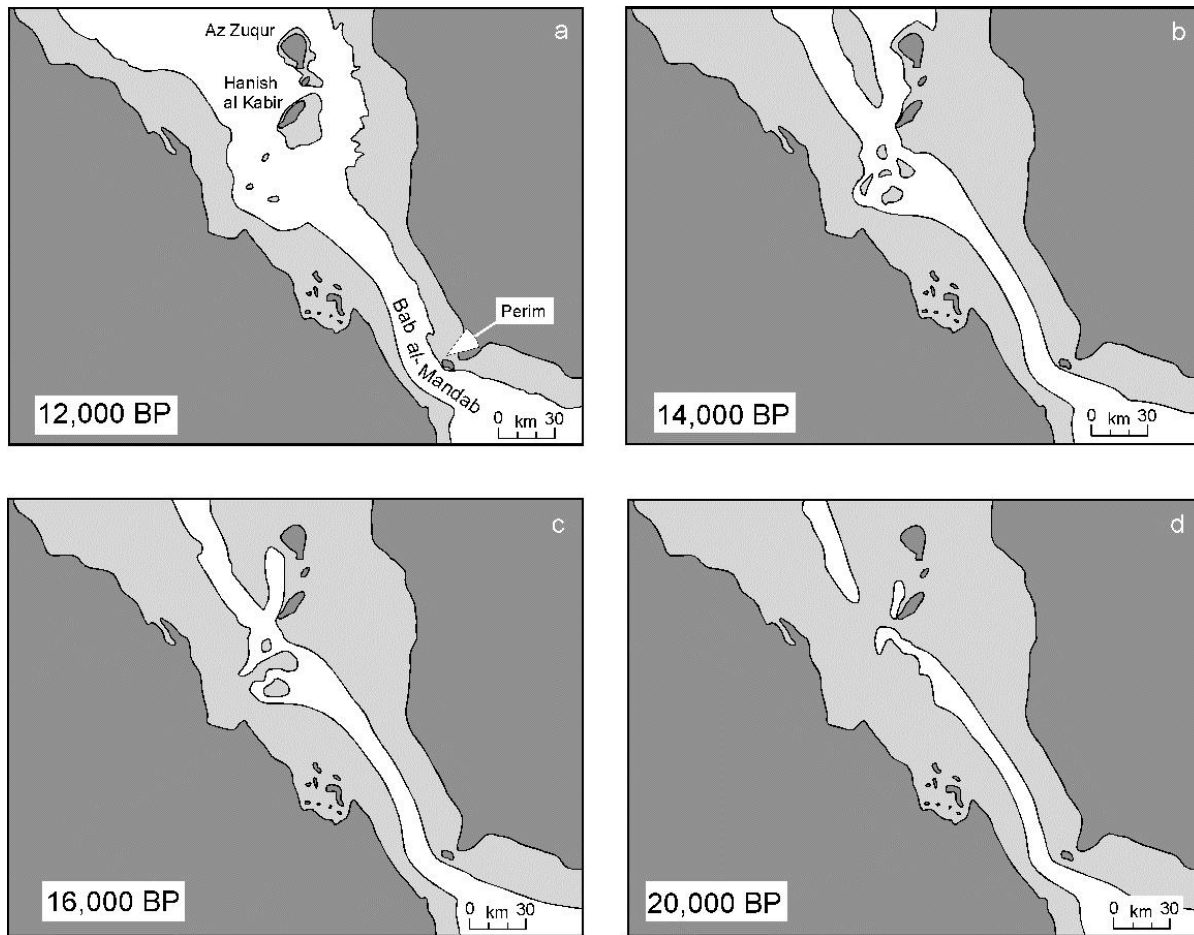 a
Az Zuqur
Hanish
al Kabir
Perim
Bab al-Mandab
0 km 30
12,000 BP
b
0 km 30
14,000 BP
c
0 km 30
16,000 BP
d
0 km 30
20,000 BP